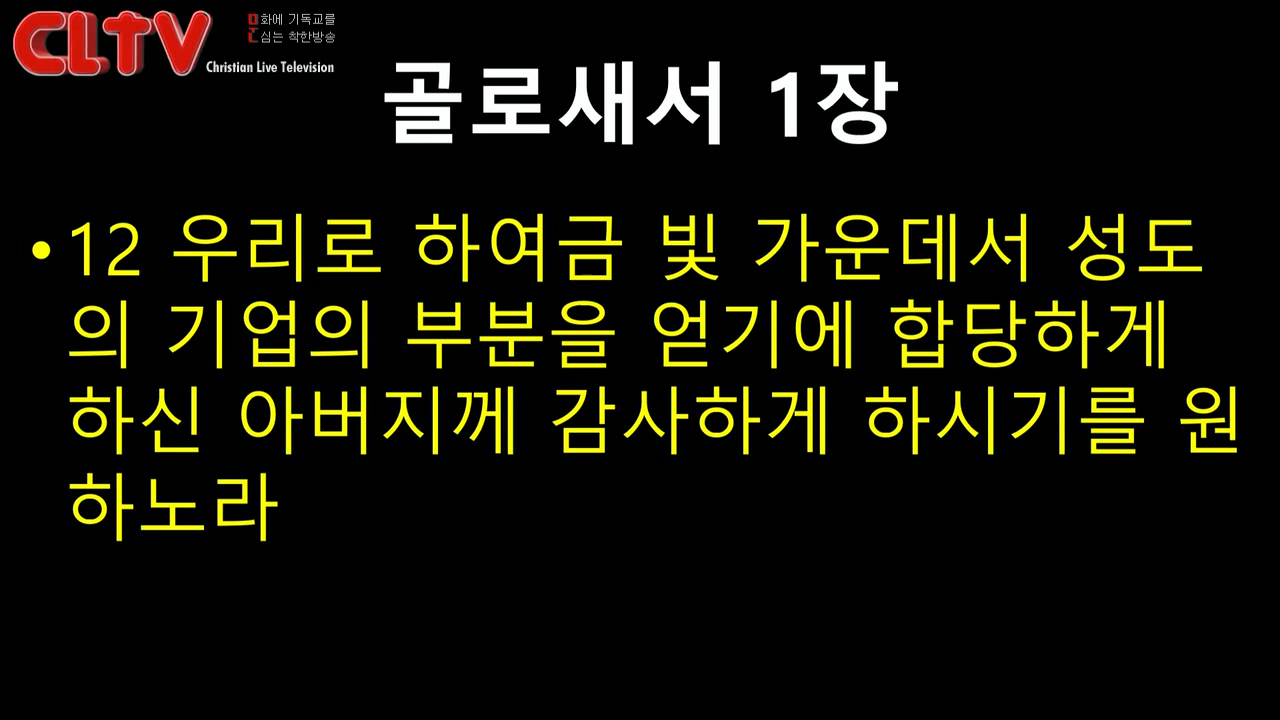 CLTV
문화에 기독교를
심는 착한방송
Christian Live Television
골로새서 1장
•12 우리로 하여금 빛 가운데서 성도
의 기업의 부분을 얻기에 합당하게
하신 아버지께 감사하게 하시기를 원
하노라